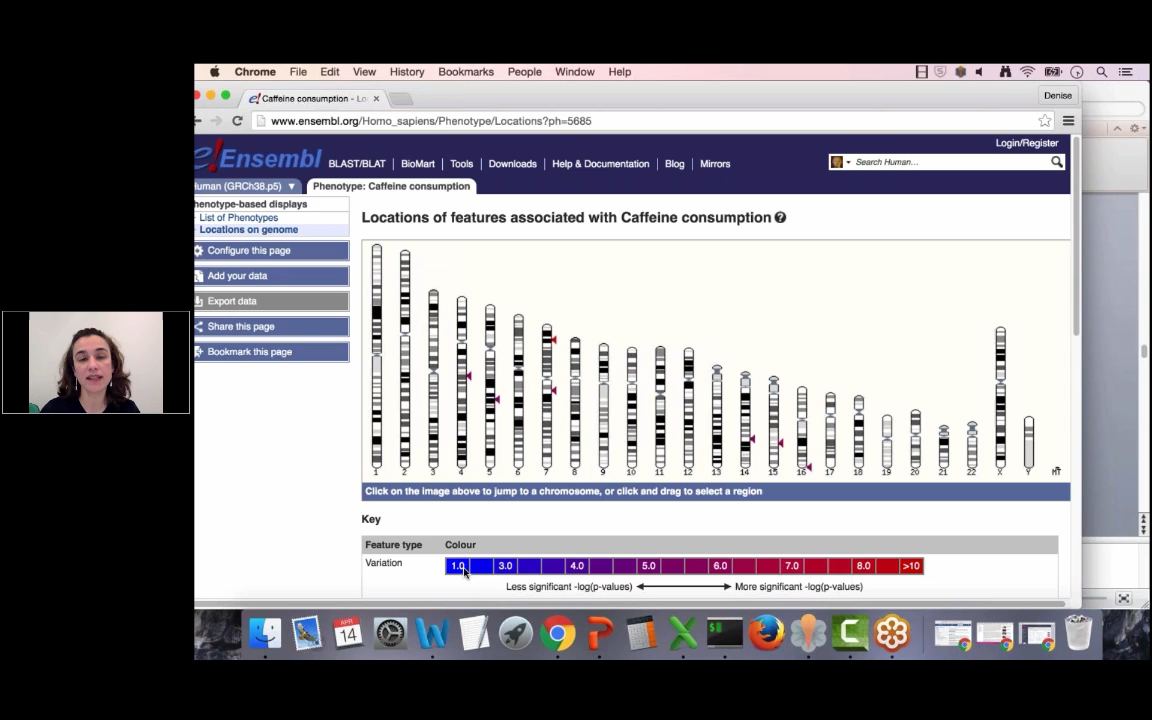 Chrome File Edit View History Bookmarks People Window Help
Caffeine consumption - Lo
Denise
www.ensembl.org/Homo_sapiens/Phenotype/Locations?ph=5685
Login/Register
e!Ensembl BLAST/BLAT BioMart Tools Downloads Help & Documentation Blog Mirrors
Search Human...
uman (GRCh38.p5) ▼ Phenotype: Caffeine consumption
henotype-based displays
List of Phenotypes
Locations on genome
Configure this page
Add your data
Export data
Share this page
Bookmark this page
Locations of features associated with Caffeine consumption
1 2 3 4 5 6 7 8 9 10 11 12 13 14 15 16 17 18 19 20 21 22 X Y MT
Click on the image above to jump to a chromosome, or click and drag to select a region
Key
Feature type Colour
Variation 1.0 3.0 4.0 5.0 6.0 7.0 8.0 >10
Less significant -log(p-values) More significant -log(p-values)
APR
14